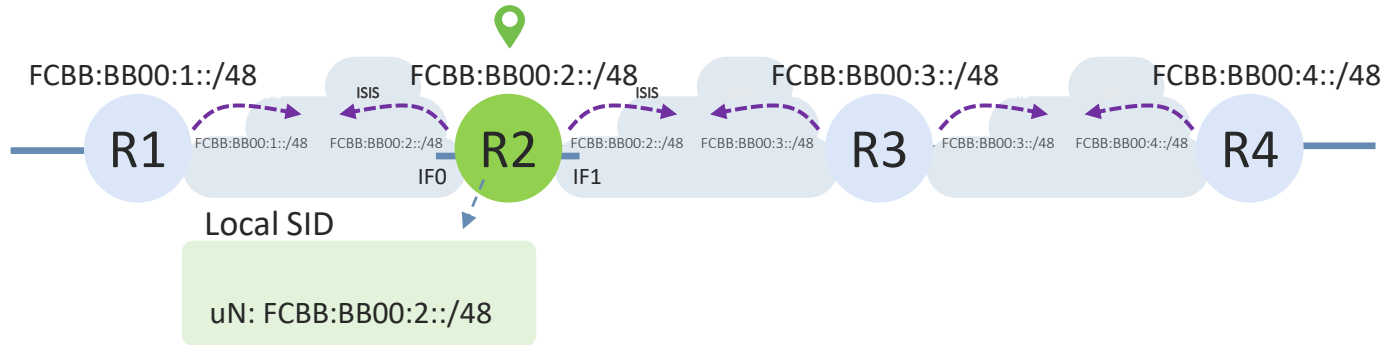 FCBB:BB00:1::/48
FCBB:BB00:2::/48
FCBB:BB00:3::/48
FCBB:BB00:4::/48
ISIS
ISIS
R1
FCBB:BB00:1::/48
FCBB:BB00:2::/48
R2
FCBB:BB00:2::/48
FCBB:BB00:3::/48
R3
FCBB:BB00:3::/48
FCBB:BB00:4::/48
R4
IF0
IF1
Local SID
uN: FCBB:BB00:2::/48